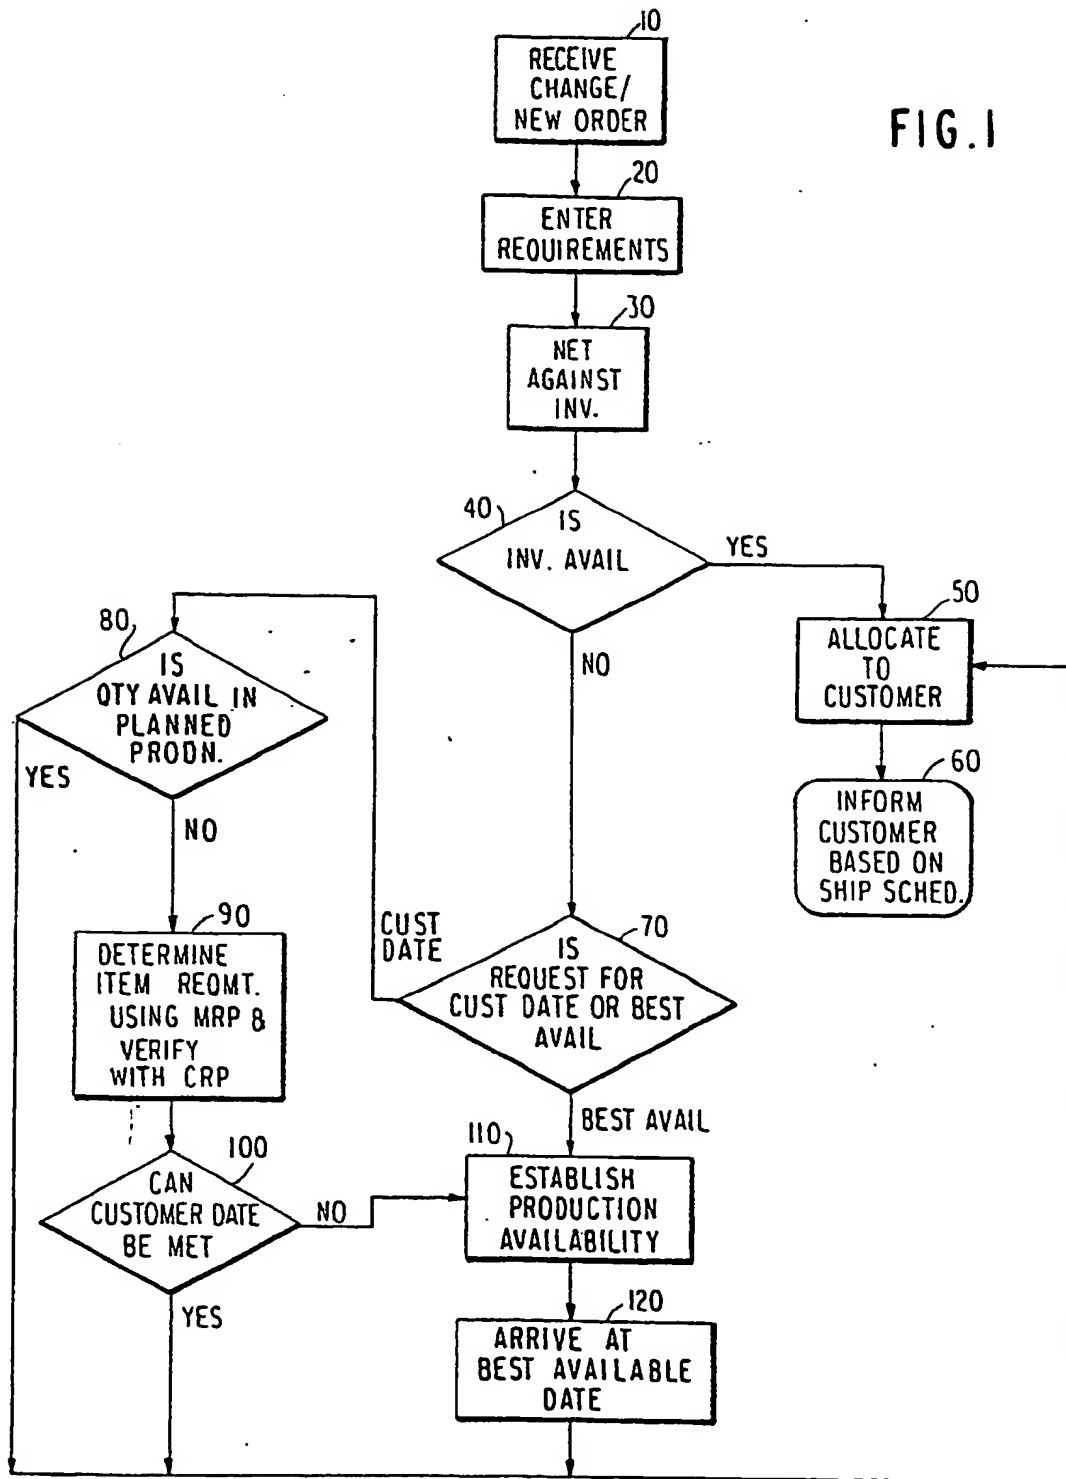 10
RECEIVE
CHANGE/
NEW ORDER
FIG.1
20
ENTER
REQUIREMENTS
30
NET
AGAINST
INV.
40
IS
INV. AVAIL
YES
NO
50
ALLOCATE
TO
CUSTOMER
60
INFORM
CUSTOMER
BASED ON
SHIP SCHED.
80
IS
QTY AVAIL IN
PLANNED
PRODN.
YES
NO
CUST
DATE
70
IS
REQUEST FOR
CUST DATE OR BEST
AVAIL
90
DETERMINE
ITEM REQMT.
USING MRP &
VERIFY
WITH CRP
BEST AVAIL
100
CAN
CUSTOMER DATE
BE MET
NO
YES
110
ESTABLISH
PRODUCTION
AVAILABILITY
120
ARRIVE AT
BEST AVAILABLE
DATE